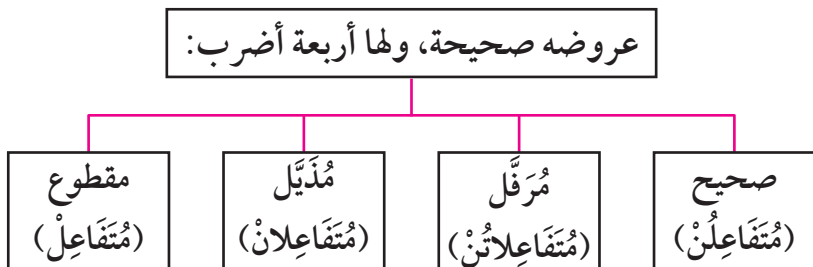 عروضه صحيحة، ولها أربعة أضرب:
صحيح
(مُتَفَاعِلُنْ)
مُرَفَّل
(مُتَفَاعِلاتُنْ)
مُذَيَّل
(مُتَفَاعِلانْ)
مقطوع
(مُتَفَاعِلْ)